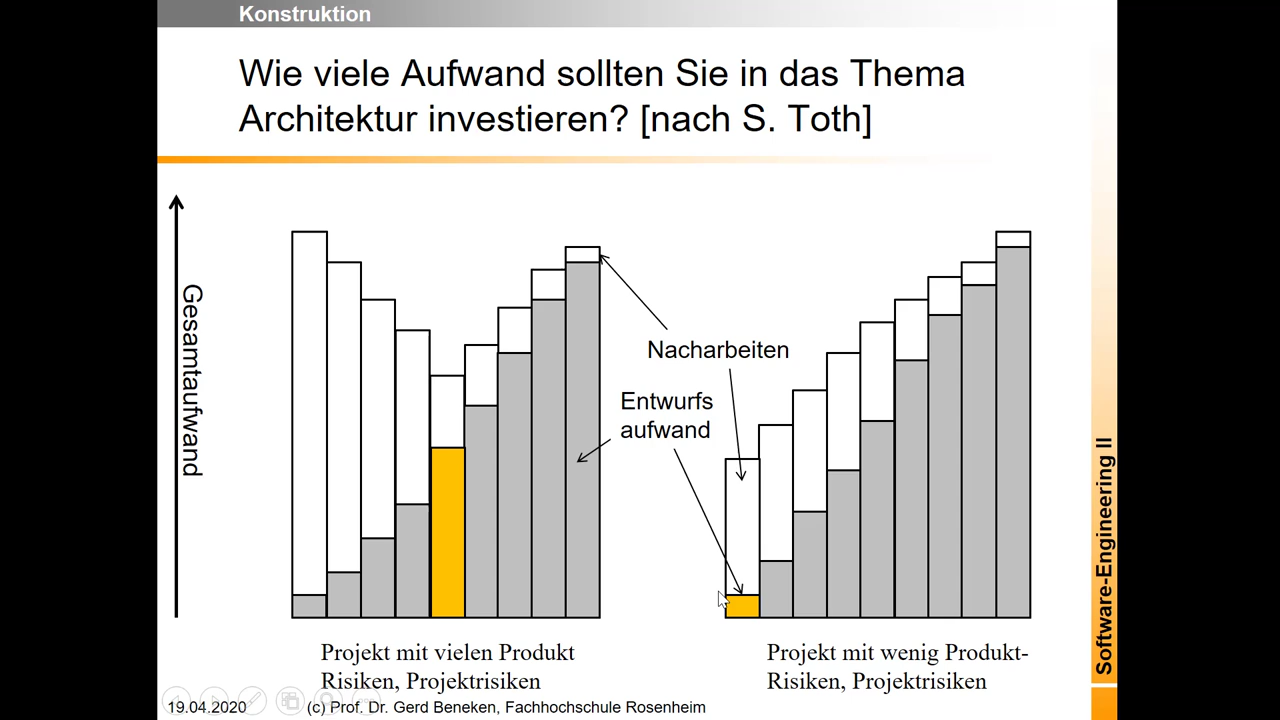 Konstruktion
Wie viele Aufwand sollten Sie in das Thema
Architektur investieren? [nach S. Toth]
Gesamtaufwand
Nacharbeiten
Entwurfs
aufwand
Projekt mit vielen Produkt
Risiken, Projektrisiken
Projekt mit wenig Produkt-
Risiken, Projektrisiken
19.04.2020
(c) Prof. Dr. Gerd Beneken, Fachhochschule Rosenheim
Software-Engineering II